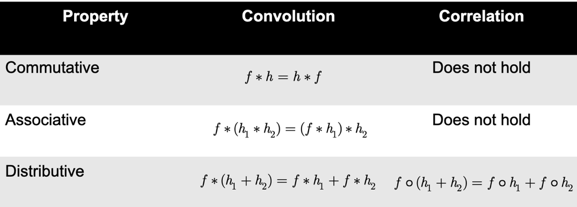 Property Convolution Correlation
Commutative f ∗ h = h ∗ f Does not hold
Associative f ∗ (h₁ ∗ h₂) = (f ∗ h₁) ∗ h₂ Does not hold
Distributive f ∗ (h₁ + h₂) = f ∗ h₁ + f ∗ h₂ f ∘ (h₁ + h₂) = f ∘ h₁ + f ∘ h₂